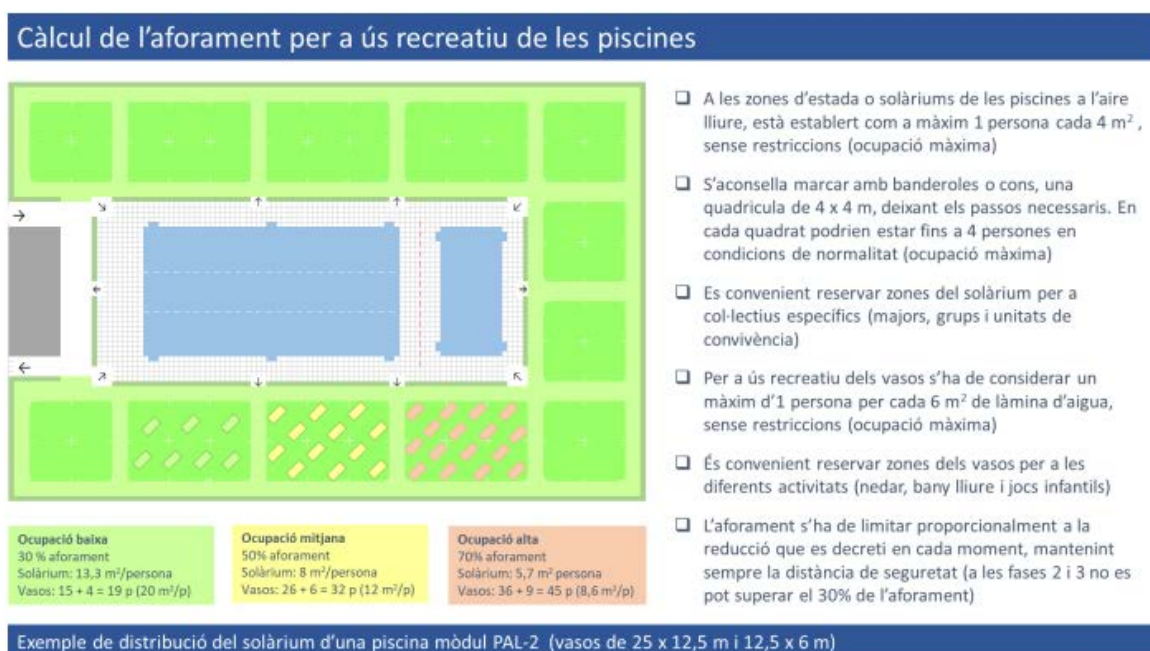 Càlcul de l'aforament per a ús recreatiu de les piscines
❑ A les zones d'estada o solàriums de les piscines a l'aire
lliure, està establert com a màxim 1 persona cada 4 m² ,
sense restriccions (ocupació màxima)
❑ S'aconsella marcar amb banderoles o cons, una
quadricula de 4 x 4 m, deixant els passos necessaris. En
cada quadrat podrien estar fins a 4 persones en
condicions de normalitat (ocupació màxima)
❑ Es convenient reservar zones del solàrium per a
col·lectius específics (majors, grups i unitats de
convivència)
❑ Per a ús recreatiu dels vasos s'ha de considerar un
màxim d'1 persona per cada 6 m² de làmina d'aigua,
sense restriccions (ocupació màxima)
❑ És convenient reservar zones dels vasos per a les
diferents activitats (nedar, bany lliure i jocs infantils)
❑ L'aforament s'ha de limitar proporcionalment a la
reducció que es decreti en cada moment, mantenint
sempre la distància de seguretat (a les fases 2 i 3 no es
pot superar el 30% de l'aforament)
Ocupació baixa
30 % aforament
Solàrium: 13,3 m²/persona
Vasos: 15 + 4 = 19 p (20 m²/p)
Ocupació mitjana
50% aforament
Solàrium: 8 m²/persona
Vasos: 26 + 6 = 32 p (12 m²/p)
Ocupació alta
70% aforament
Solàrium: 5,7 m² persona
Vasos: 36 + 9 = 45 p (8,6 m²/p)
Exemple de distribució del solàrium d'una piscina mòdul PAL-2 (vasos de 25 x 12,5 m i 12,5 x 6 m)